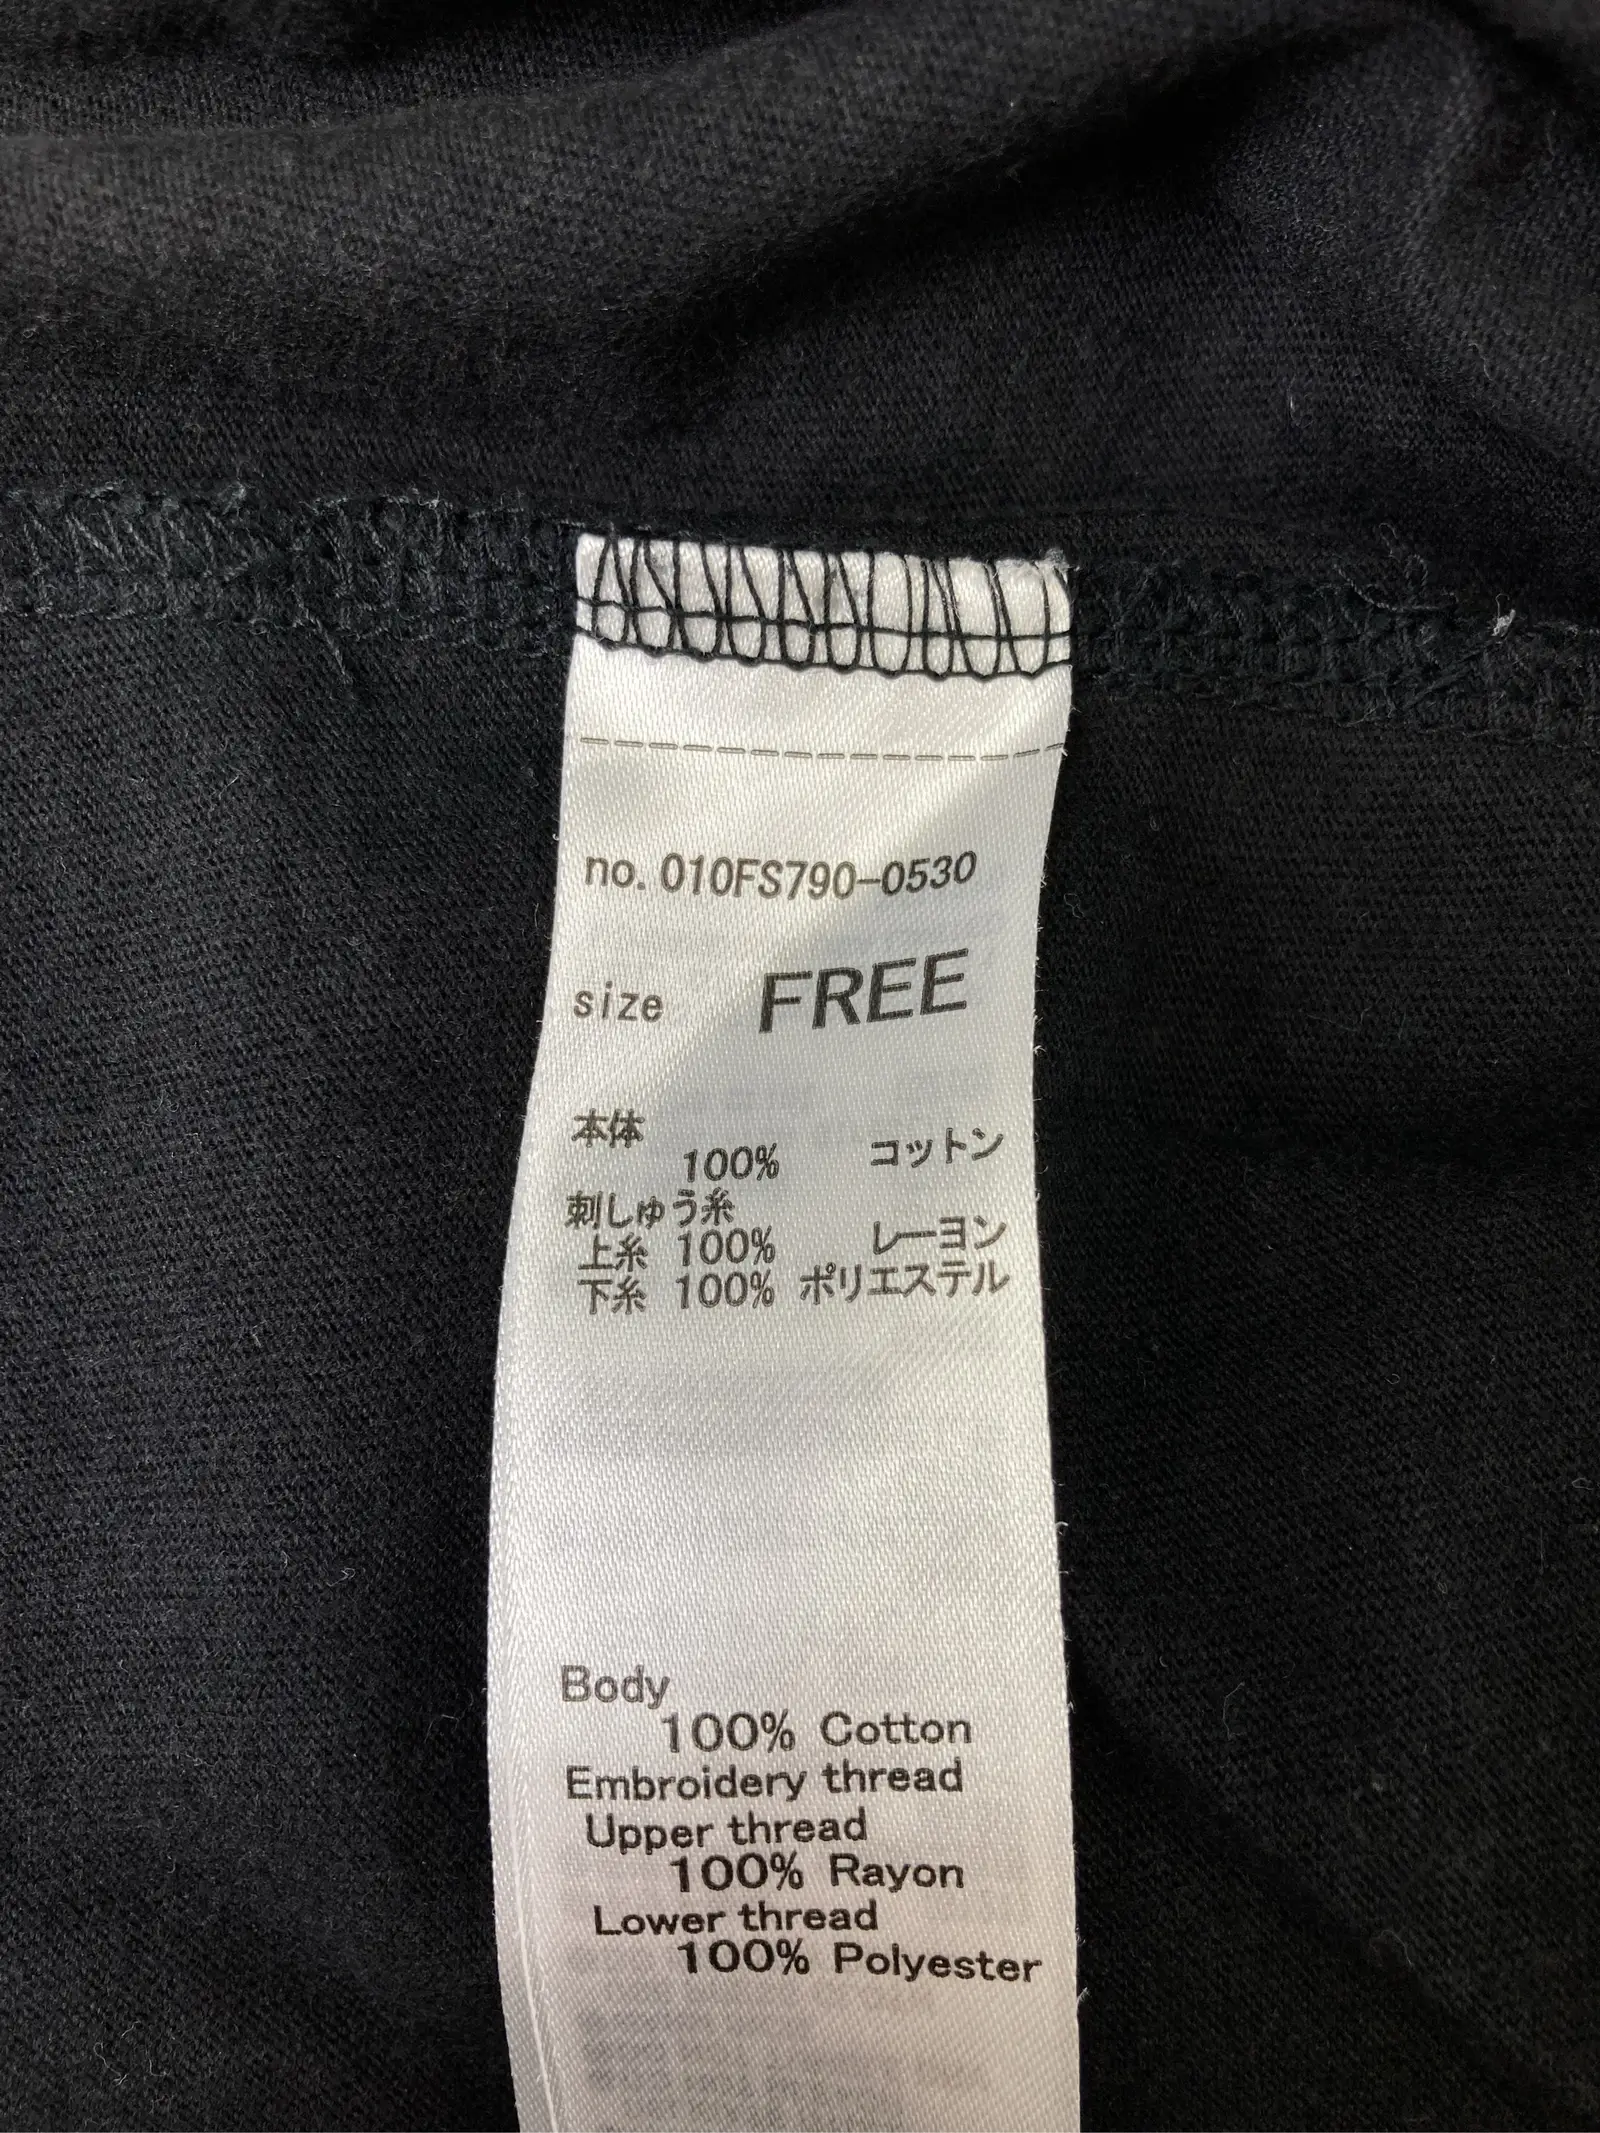 no. 010FS790-0530
size FREE
本体
100% コットン
刺しゅう糸
上糸 100% レーヨン
下糸 100% ポリエステル
Body
100% Cotton
Embroidery thread
Upper thread
100% Rayon
Lower thread
100% Polyester